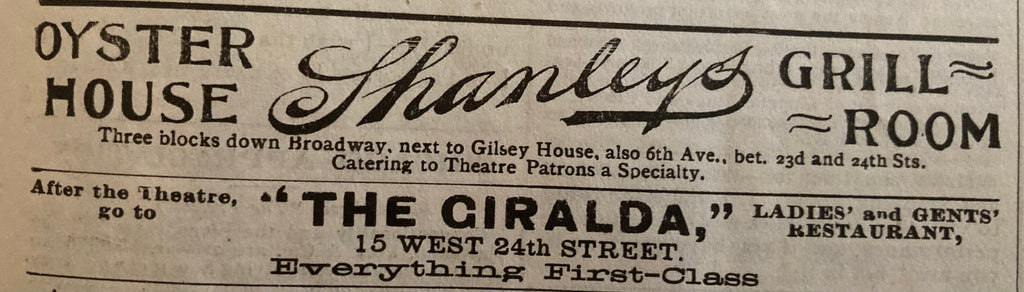 OYSTER HOUSE Shanleys GRILL ROOM
Three blocks down Broadway, next to Gilsey House, also 6th Ave., bet. 23d and 24th Sts.
Catering to Theatre Patrons a Specialty.
After the Theatre, go to "THE GIRALDA," LADIES' and GENTS' RESTAURANT,
15 WEST 24th STREET.
Everything First-Class